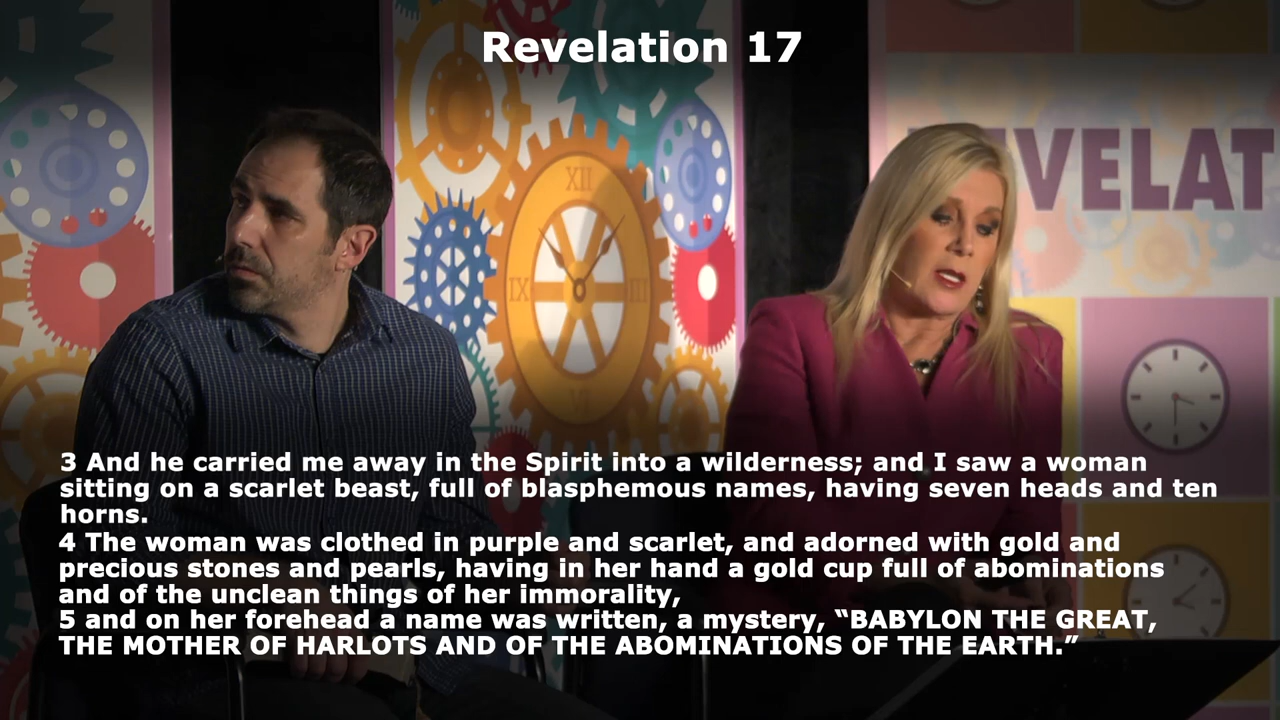 Revelation 17
XII
VELAT
IX
III
VI
3 And he carried me away in the Spirit into a wilderness; and I saw a woman
sitting on a scarlet beast, full of blasphemous names, having seven heads and ten
horns.
4 The woman was clothed in purple and scarlet, and adorned with gold and
precious stones and pearls, having in her hand a gold cup full of abominations
and of the unclean things of her immorality,
5 and on her forehead a name was written, a mystery, “BABYLON THE GREAT,
THE MOTHER OF HARLOTS AND OF THE ABOMINATIONS OF THE EARTH.”